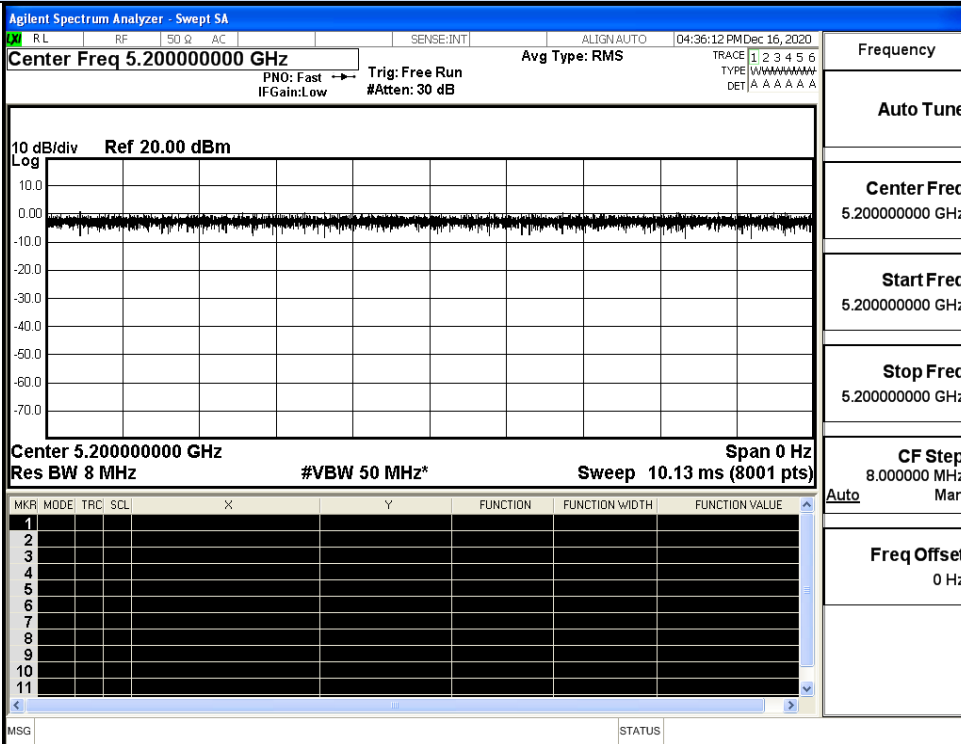 Agilent Spectrum Analyzer - Swept SA
LXI RL RF 50 Ω AC SENSE:INT ALIGN AUTO 04:36:12 PM Dec 16, 2020
Center Freq 5.200000000 GHz
PNO: Fast
IFGain:Low
Trig: Free Run
#Atten: 30 dB
Avg Type: RMS
TRACE 1 2 3 4 5 6
TYPE WWWWWW
DET A A A A A A
10 dB/div Ref 20.00 dBm
Log
10.0
0.00
-10.0
-20.0
-30.0
-40.0
-50.0
-60.0
-70.0
Center 5.200000000 GHz Span 0 Hz
Res BW 8 MHz #VBW 50 MHz* Sweep 10.13 ms (8001 pts)
MKR MODE TRC SCL X Y FUNCTION FUNCTION WIDTH FUNCTION VALUE
1
2
3
4
5
6
7
8
9
10
11
MSG STATUS
Frequency
Auto Tune
Center Freq
5.200000000 GHz
Start Freq
5.200000000 GHz
Stop Freq
5.200000000 GHz
CF Step
8.000000 MHz
Auto Man
Freq Offset
0 Hz